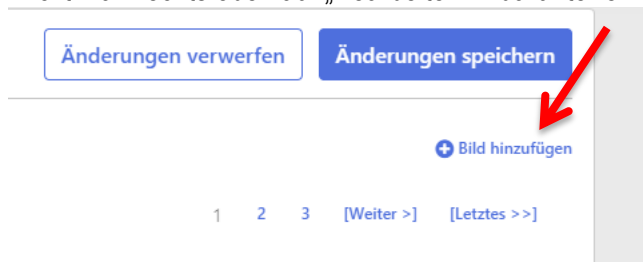 Änderungen verwerfen Änderungen speichern
Bild hinzufügen
1 2 3 [Weiter >] [Letztes >>]